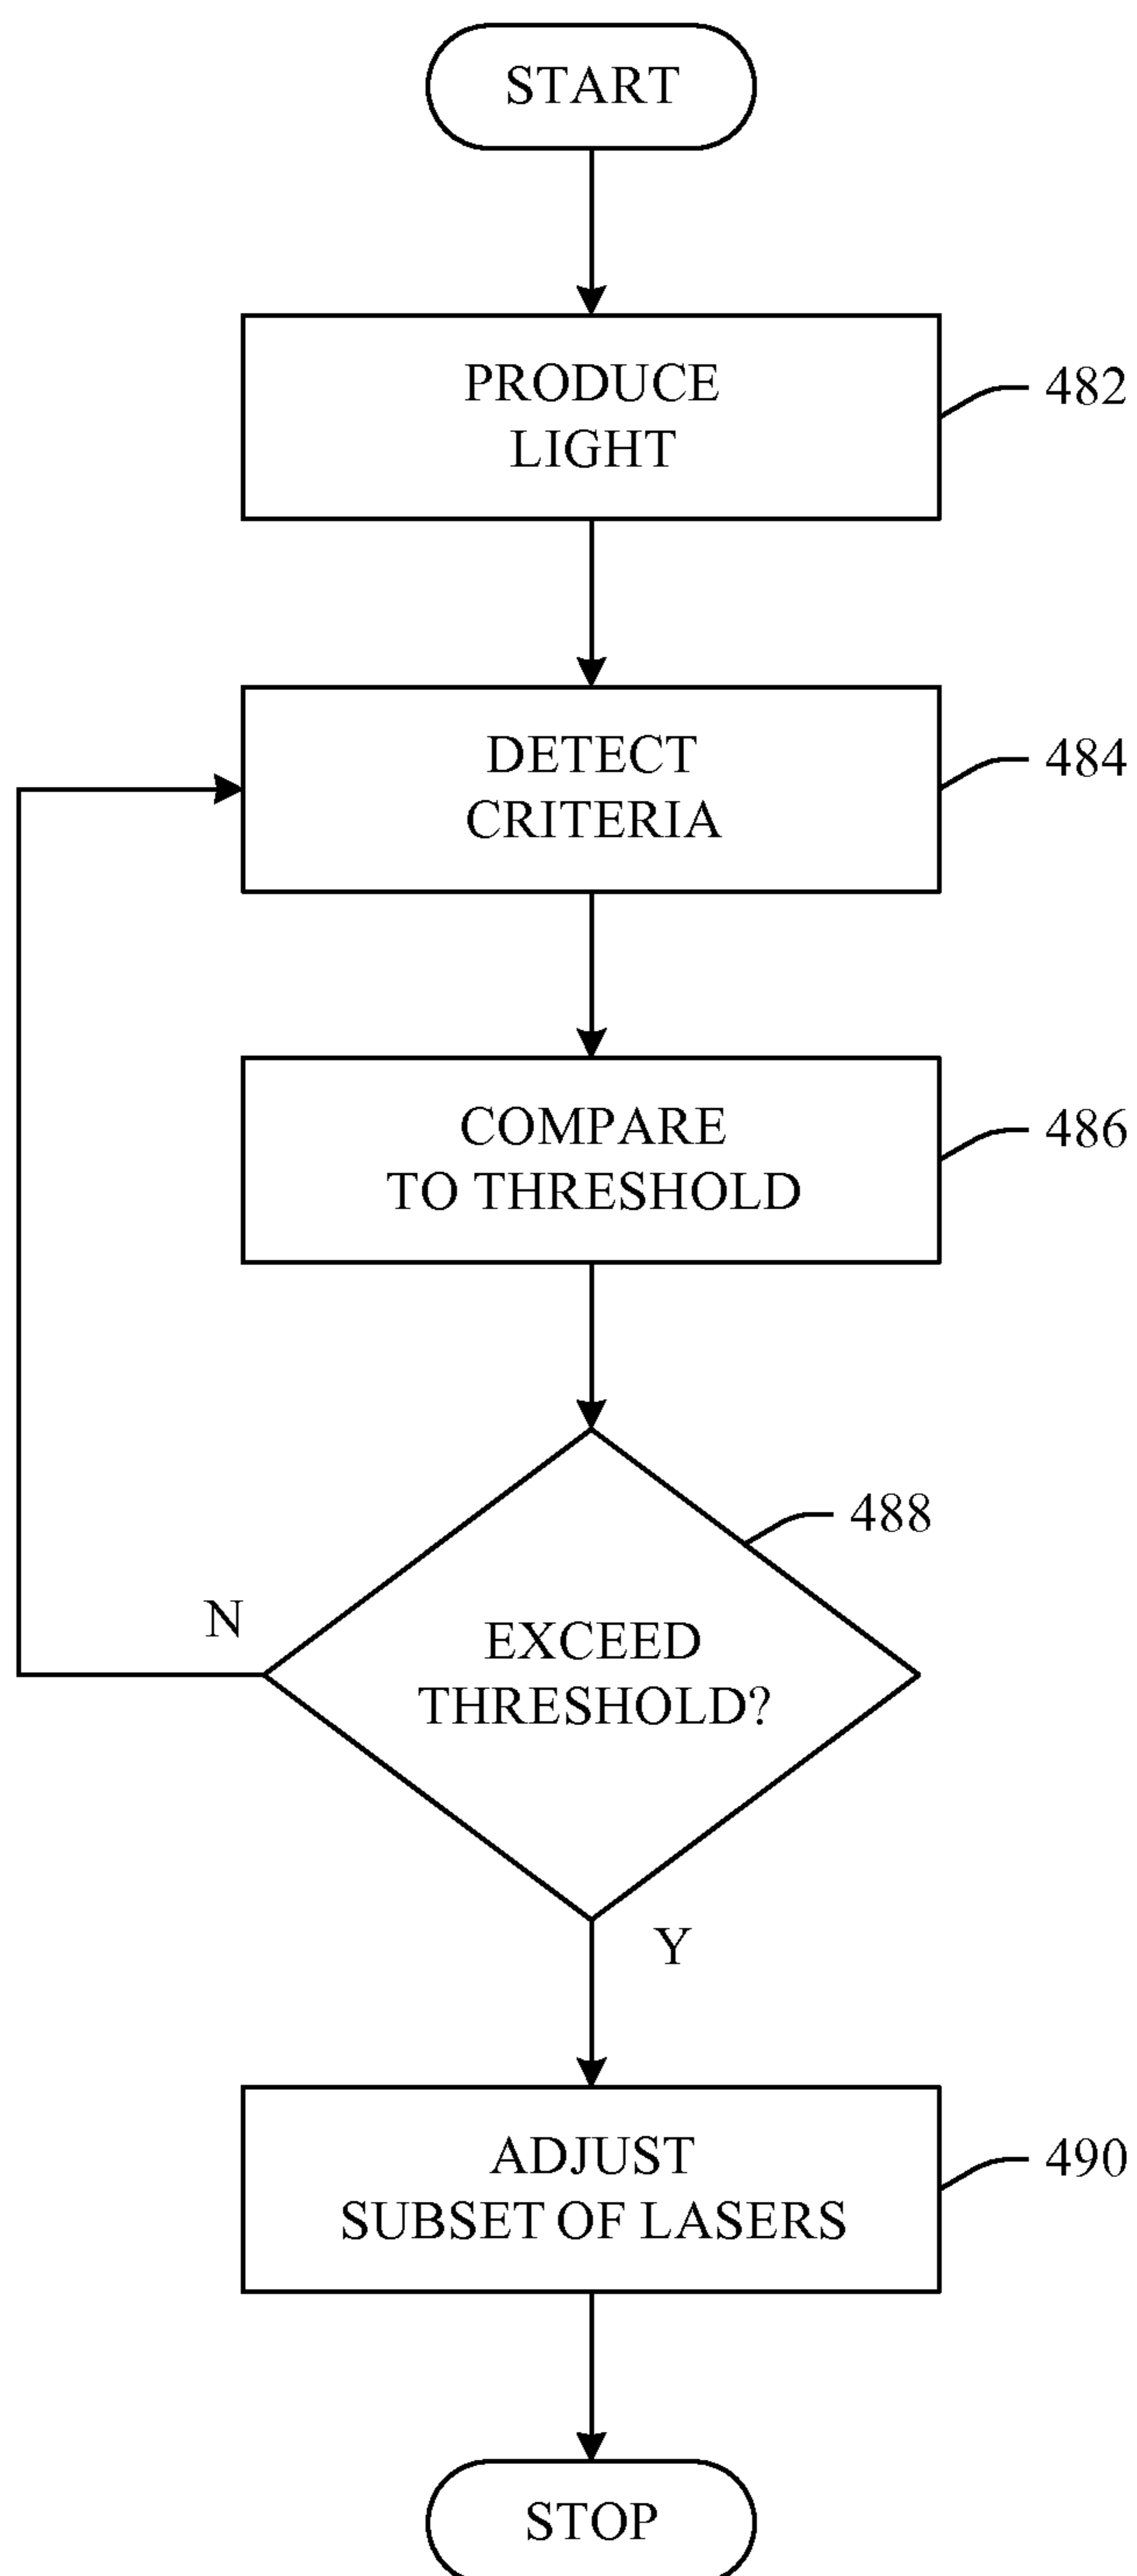 START
PRODUCE
LIGHT
482
DETECT
CRITERIA
484
COMPARE
TO THRESHOLD
486
488
EXCEED
THRESHOLD?
N
Y
ADJUST
SUBSET OF LASERS
490
STOP